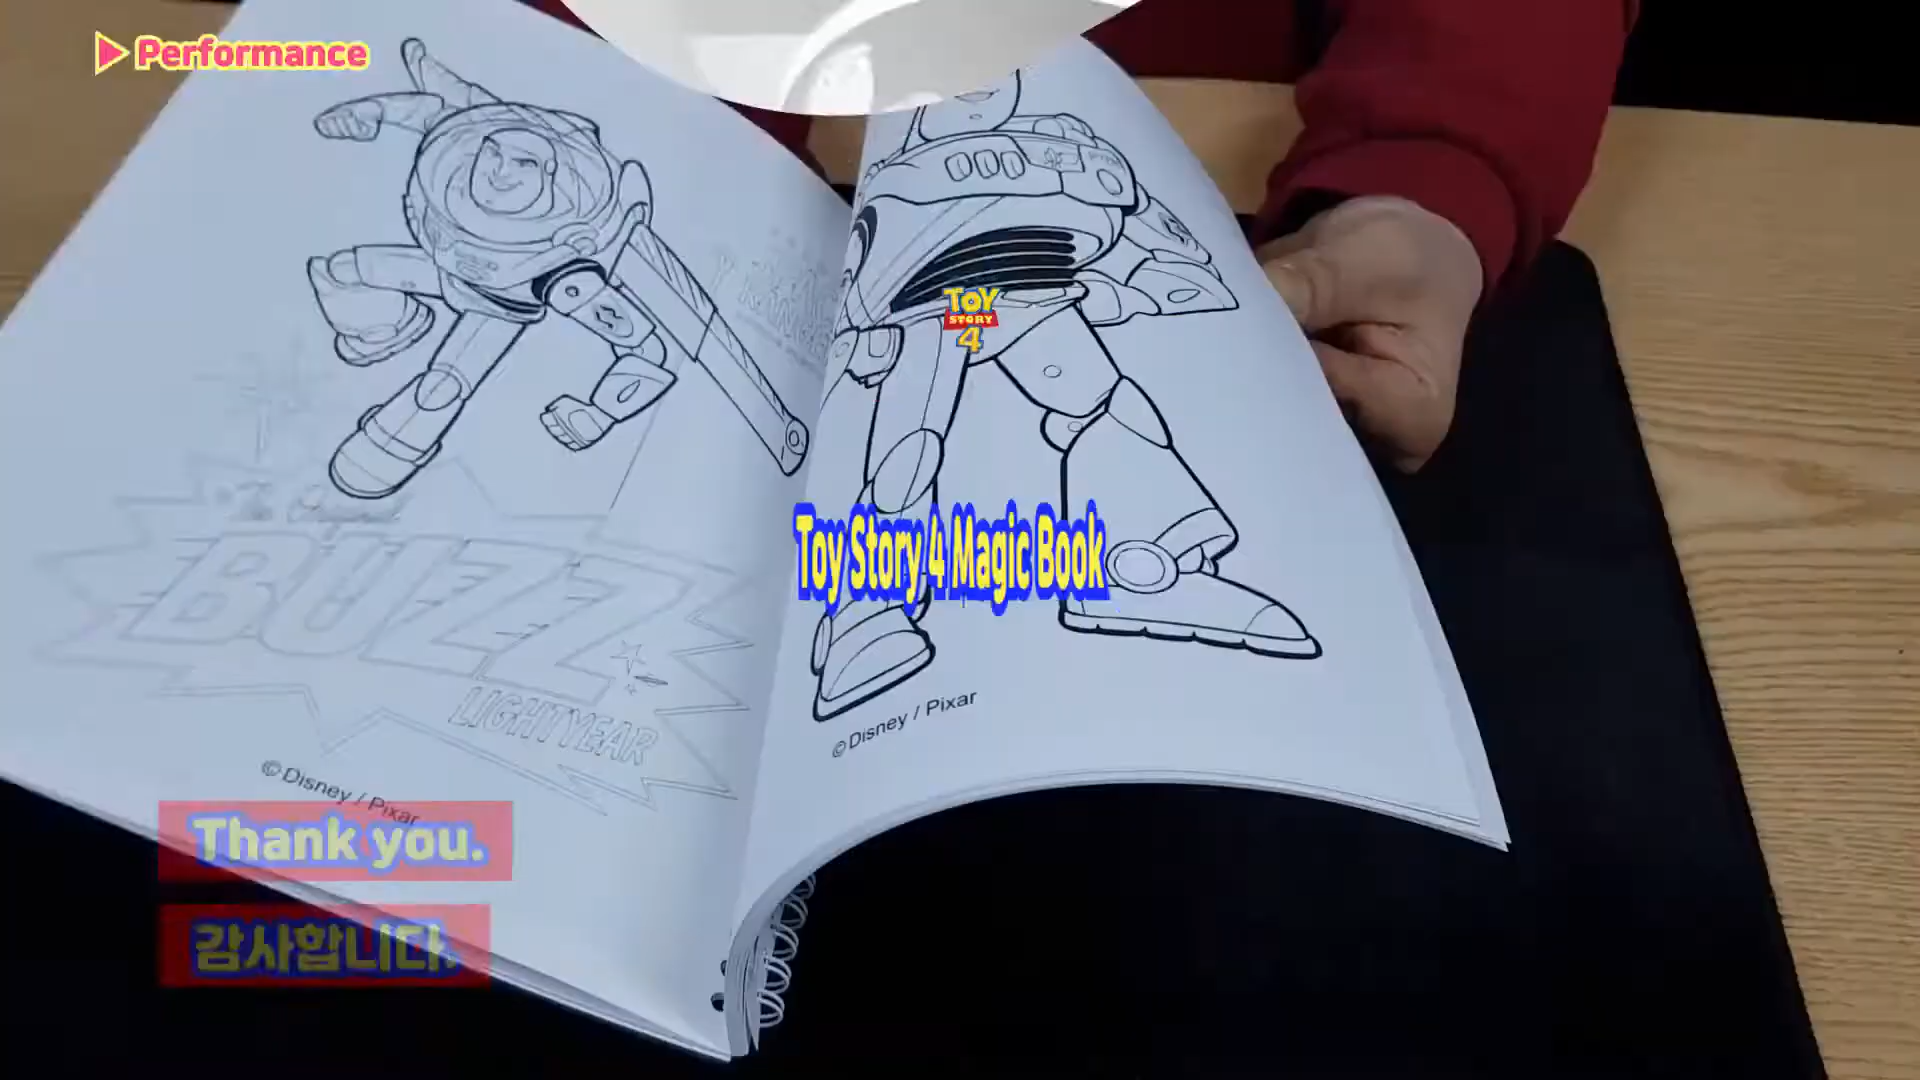 Performance
TOY
STORY
4
Toy Story 4 Magic Book
BUZZ
LIGHTYEAR
©Disney / Pixar
©Disney / Pixar
Thank you.
감사합니다.